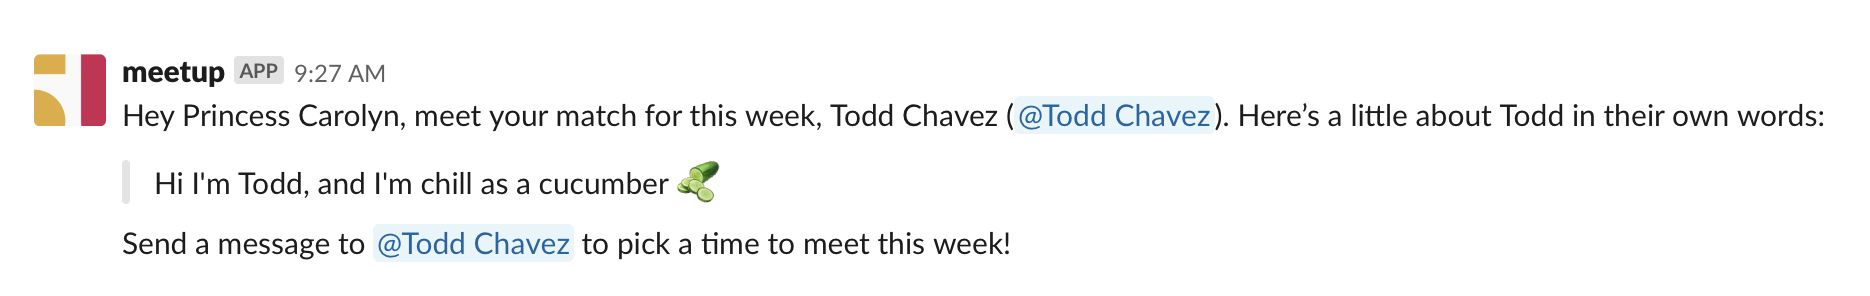 meetup APP 9:27 AM
Hey Princess Carolyn, meet your match for this week, Todd Chavez (@Todd Chavez). Here’s a little about Todd in their own words:
Hi I'm Todd, and I'm chill as a cucumber 🥒
Send a message to @Todd Chavez to pick a time to meet this week!